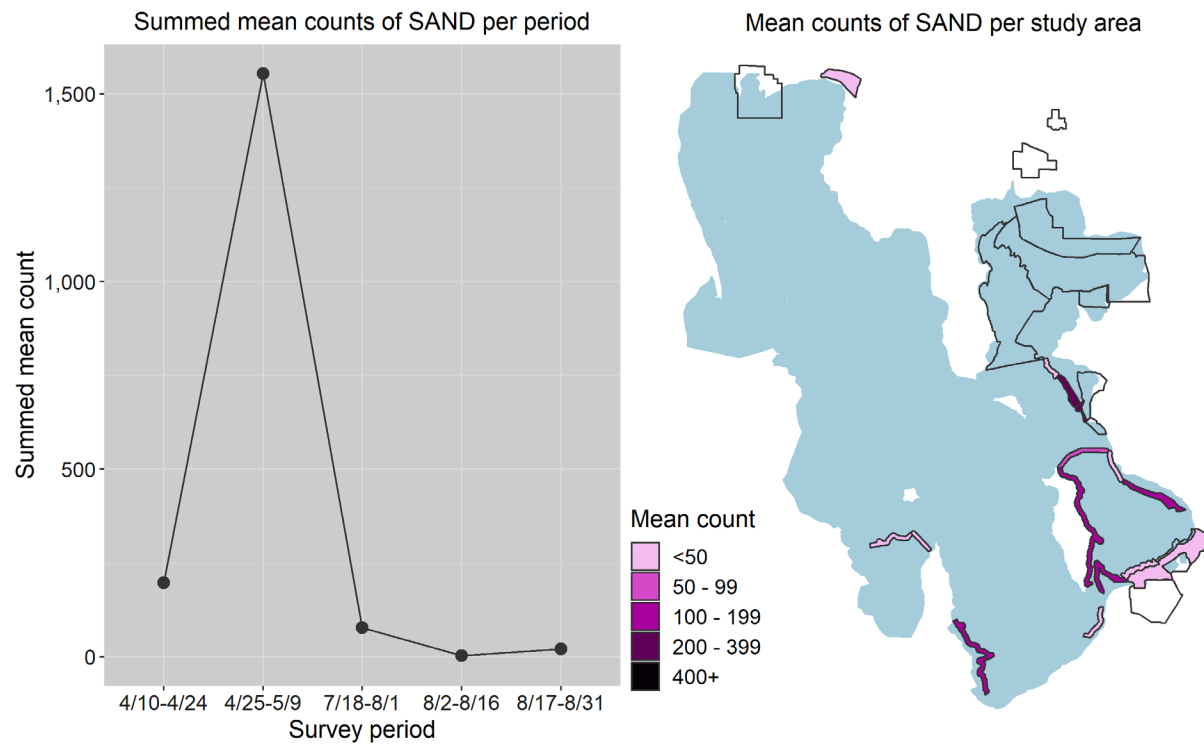 Summed mean counts of SAND per period
Mean counts of SAND per study area
1,500
1,000
500
0
Summed mean count
4/10-4/24 4/25-5/9 7/18-8/1 8/2-8/16 8/17-8/31
Survey period
Mean count
<50
50 - 99
100 - 199
200 - 399
400+